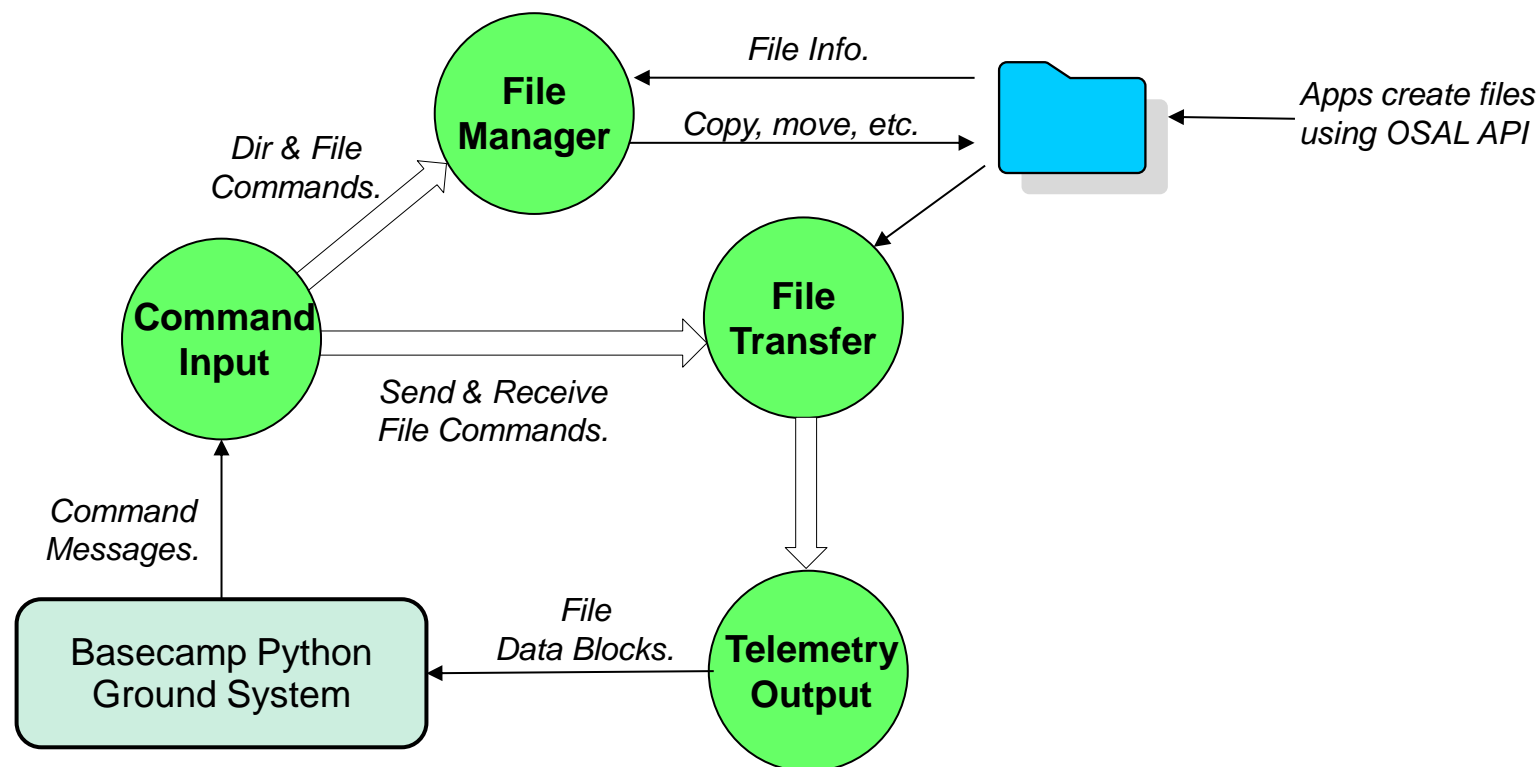 File Info.
File
Manager
Copy, move, etc.
Apps create files
using OSAL API
Dir & File
Commands.
Command
Input
File
Transfer
Send & Receive
File Commands.
Command
Messages.
Basecamp Python
Ground System
File
Data Blocks.
Telemetry
Output